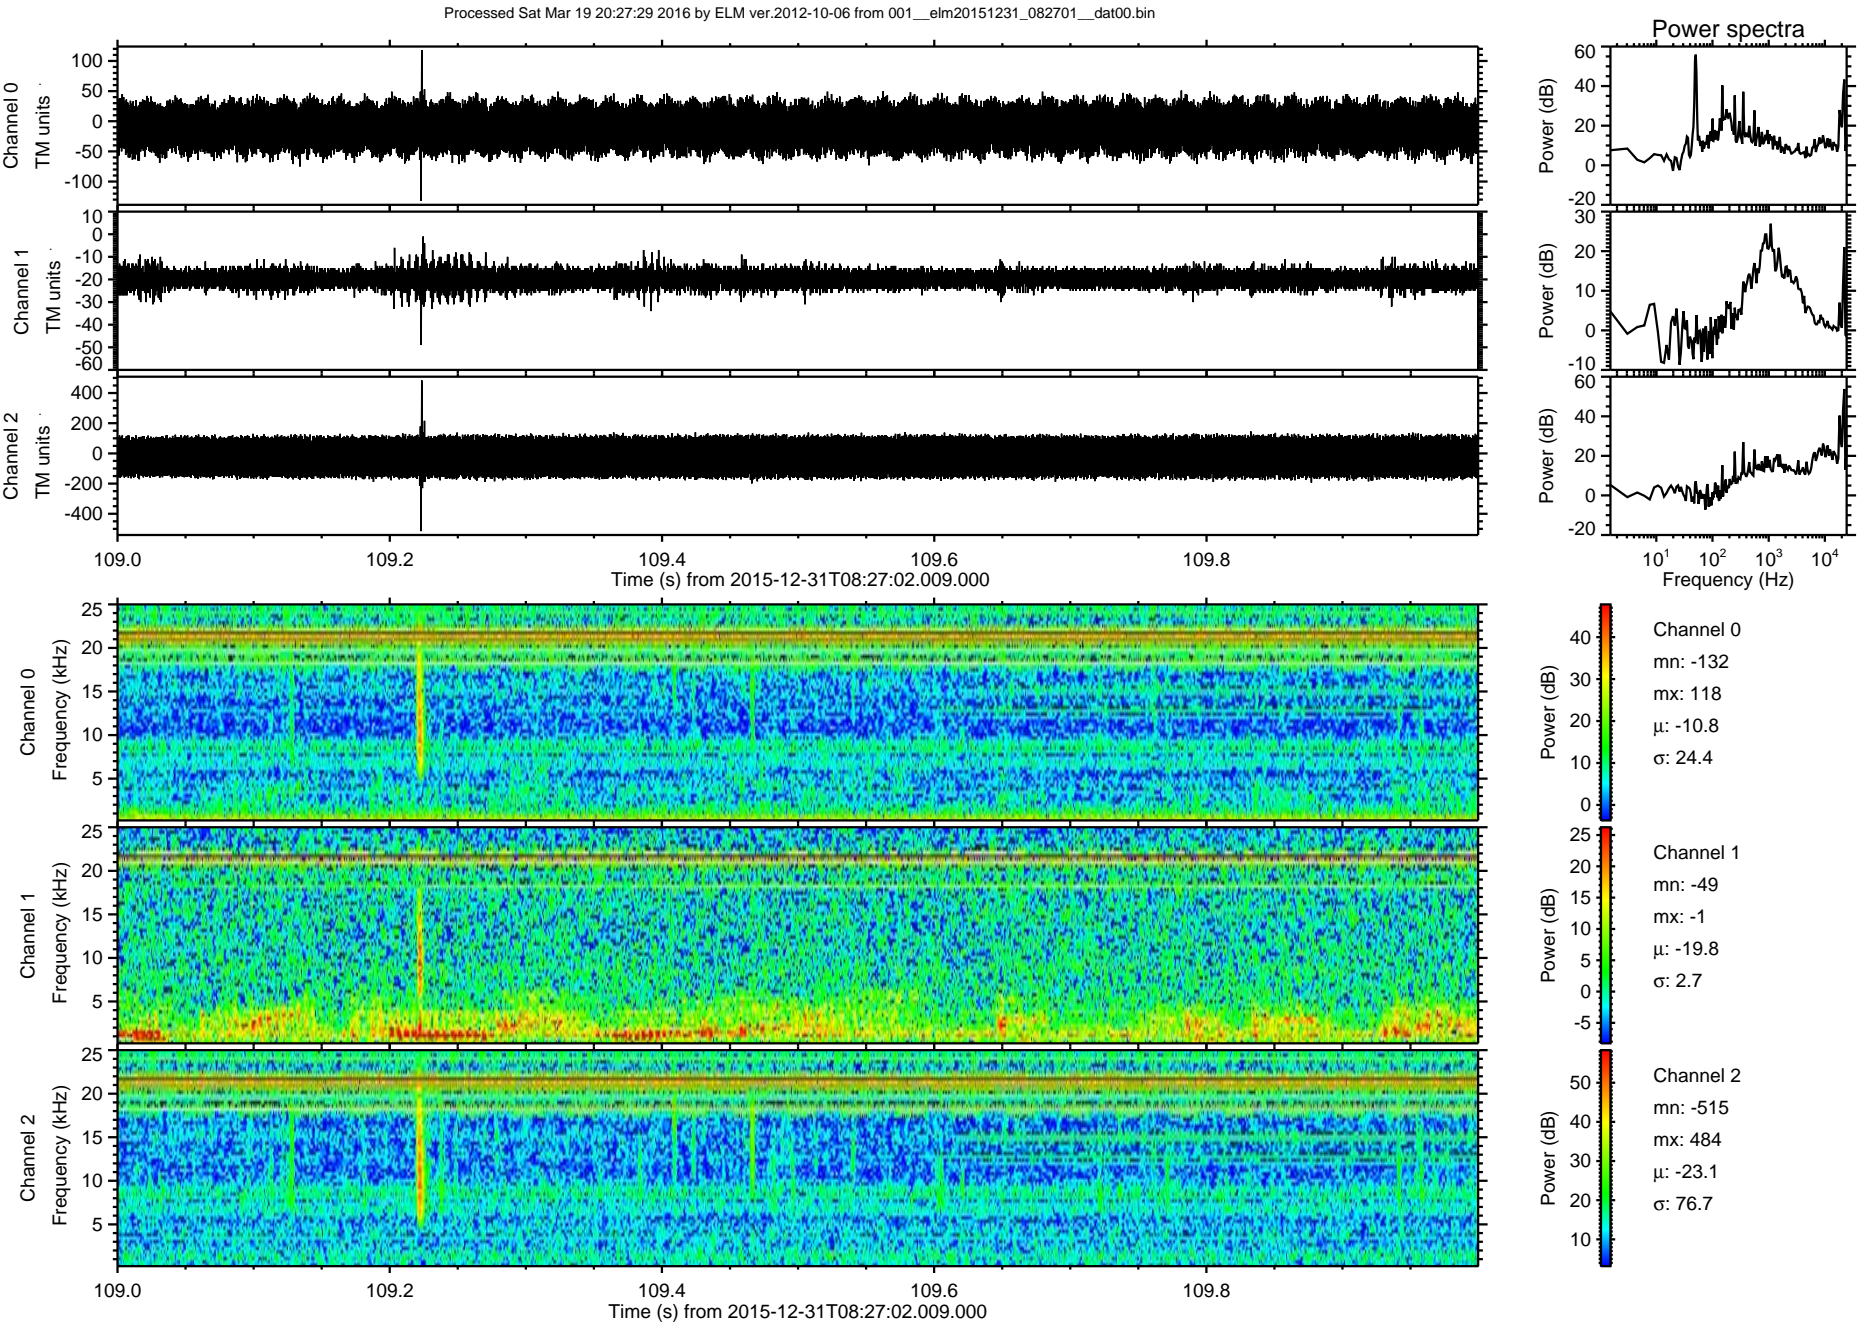 Processed Sat Mar 19 20:27:29 2016 by ELM ver.2012-10-06 from 001__elm20151231_082701__dat00.bin
Power spectra
Channel 0
TM units
100
50
0
-50
-100
Power (dB)
60
40
20
0
-20
Channel 1
TM units
10
0
-10
-20
-30
-40
-50
-60
Power (dB)
30
20
10
0
-10
Channel 2
TM units
400
200
0
-200
-400
Power (dB)
60
40
20
0
-20
109.0 109.2 109.4 109.6 109.8
Time (s) from 2015-12-31T08:27:02.009.000
10¹ 10² 10³ 10⁴
Frequency (Hz)
Channel 0
Frequency (kHz)
25
20
15
10
5
Power (dB)
40
30
20
10
0
Channel 0
mn: -132
mx: 118
μ: -10.8
σ: 24.4
Channel 1
Frequency (kHz)
25
20
15
10
5
Power (dB)
25
20
15
10
5
0
-5
Channel 1
mn: -49
mx: -1
μ: -19.8
σ: 2.7
Channel 2
Frequency (kHz)
25
20
15
10
5
Power (dB)
50
40
30
20
10
Channel 2
mn: -515
mx: 484
μ: -23.1
σ: 76.7
109.0 109.2 109.4 109.6 109.8
Time (s) from 2015-12-31T08:27:02.009.000